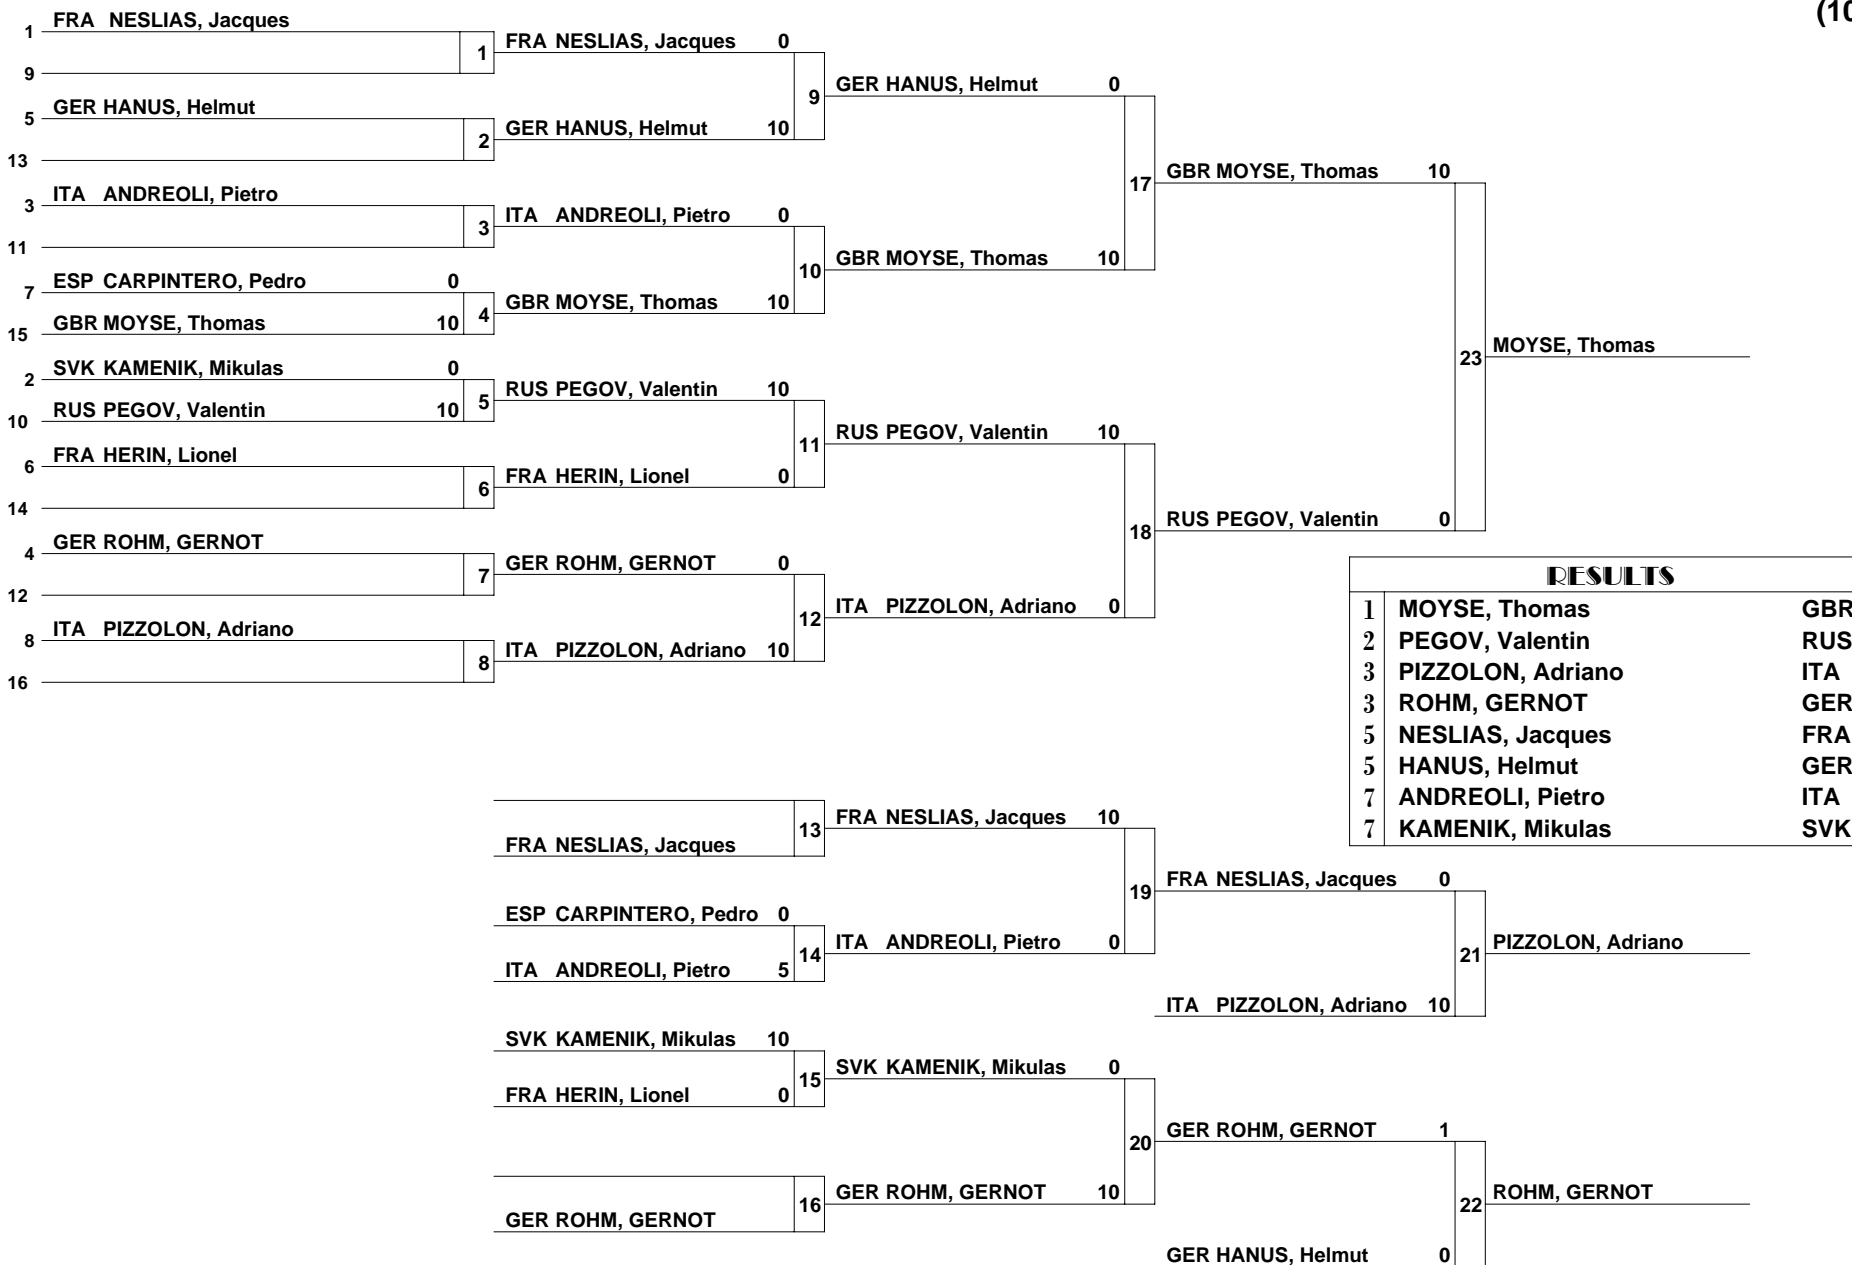 (10
1 FRA NESLIAS, Jacques
9
1
5 GER HANUS, Helmut
13
2
3 ITA ANDREOLI, Pietro
11
3
7 ESP CARPINTERO, Pedro 0
15 GBR MOYSE, Thomas 10
4
2 SVK KAMENIK, Mikulas 0
10 RUS PEGOV, Valentin 10
5
6 FRA HERIN, Lionel
14
6
4 GER ROHM, GERNOT
12
7
8 ITA PIZZOLON, Adriano
16
8
FRA NESLIAS, Jacques 0
GER HANUS, Helmut 10
9
ITA ANDREOLI, Pietro 0
GBR MOYSE, Thomas 10
10
RUS PEGOV, Valentin 10
FRA HERIN, Lionel 0
11
GER ROHM, GERNOT 0
ITA PIZZOLON, Adriano 10
12
GER HANUS, Helmut 0
GBR MOYSE, Thomas 10
17
RUS PEGOV, Valentin 10
ITA PIZZOLON, Adriano 0
18
GBR MOYSE, Thomas 10
RUS PEGOV, Valentin 0
23
MOYSE, Thomas
RESULTS
1 MOYSE, Thomas GBR
2 PEGOV, Valentin RUS
3 PIZZOLON, Adriano ITA
3 ROHM, GERNOT GER
5 NESLIAS, Jacques FRA
5 HANUS, Helmut GER
7 ANDREOLI, Pietro ITA
7 KAMENIK, Mikulas SVK
FRA NESLIAS, Jacques
13
ESP CARPINTERO, Pedro 0
ITA ANDREOLI, Pietro 5
14
SVK KAMENIK, Mikulas 10
FRA HERIN, Lionel 0
15
GER ROHM, GERNOT
16
FRA NESLIAS, Jacques 10
ITA ANDREOLI, Pietro 0
19
SVK KAMENIK, Mikulas 0
GER ROHM, GERNOT 10
20
FRA NESLIAS, Jacques 0
ITA PIZZOLON, Adriano 10
21
PIZZOLON, Adriano
GER ROHM, GERNOT 1
GER HANUS, Helmut 0
22
ROHM, GERNOT